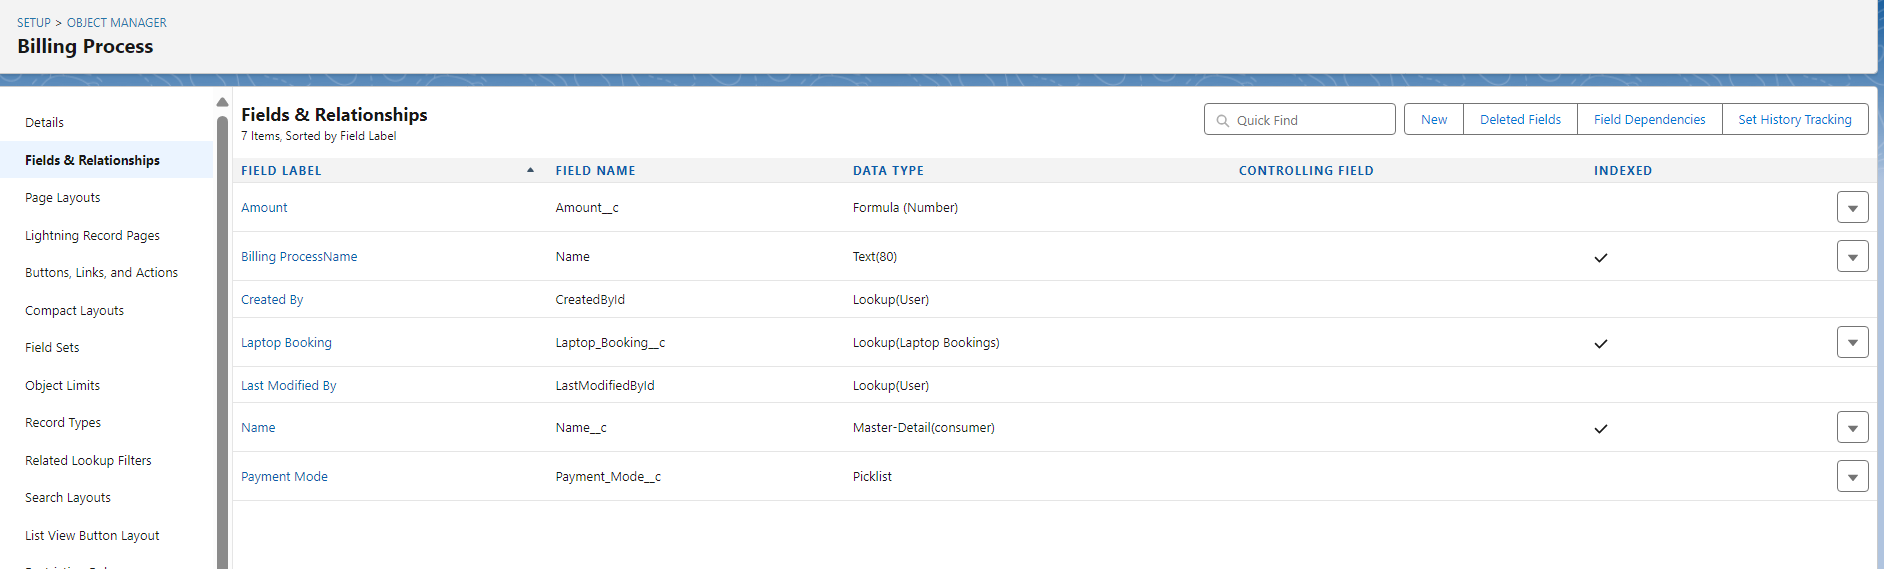 SETUP > OBJECT MANAGER
Billing Process
Details
Fields & Relationships
Page Layouts
Lightning Record Pages
Buttons, Links, and Actions
Compact Layouts
Field Sets
Object Limits
Record Types
Related Lookup Filters
Search Layouts
List View Button Layout
Fields & Relationships
7 Items, Sorted by Field Label
Quick Find
New Deleted Fields Field Dependencies Set History Tracking
FIELD LABEL FIELD NAME DATA TYPE CONTROLLING FIELD INDEXED
Amount Amount__c Formula (Number)
Billing ProcessName Name Text(80)
Created By CreatedById Lookup(User)
Laptop Booking Laptop_Booking__c Lookup(Laptop Bookings)
Last Modified By LastModifiedById Lookup(User)
Name Name__c Master-Detail(consumer)
Payment Mode Payment_Mode__c Picklist